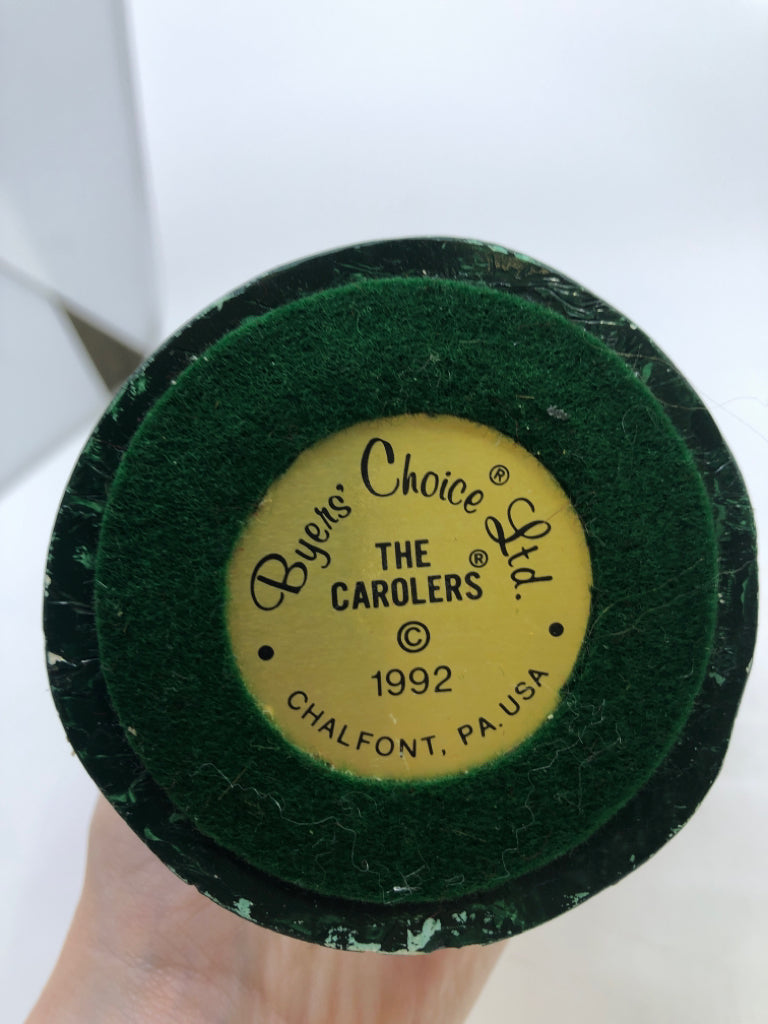 Byers' Choice® Ltd.
THE
CAROLERS®
©
1992
CHALFONT, PA. USA